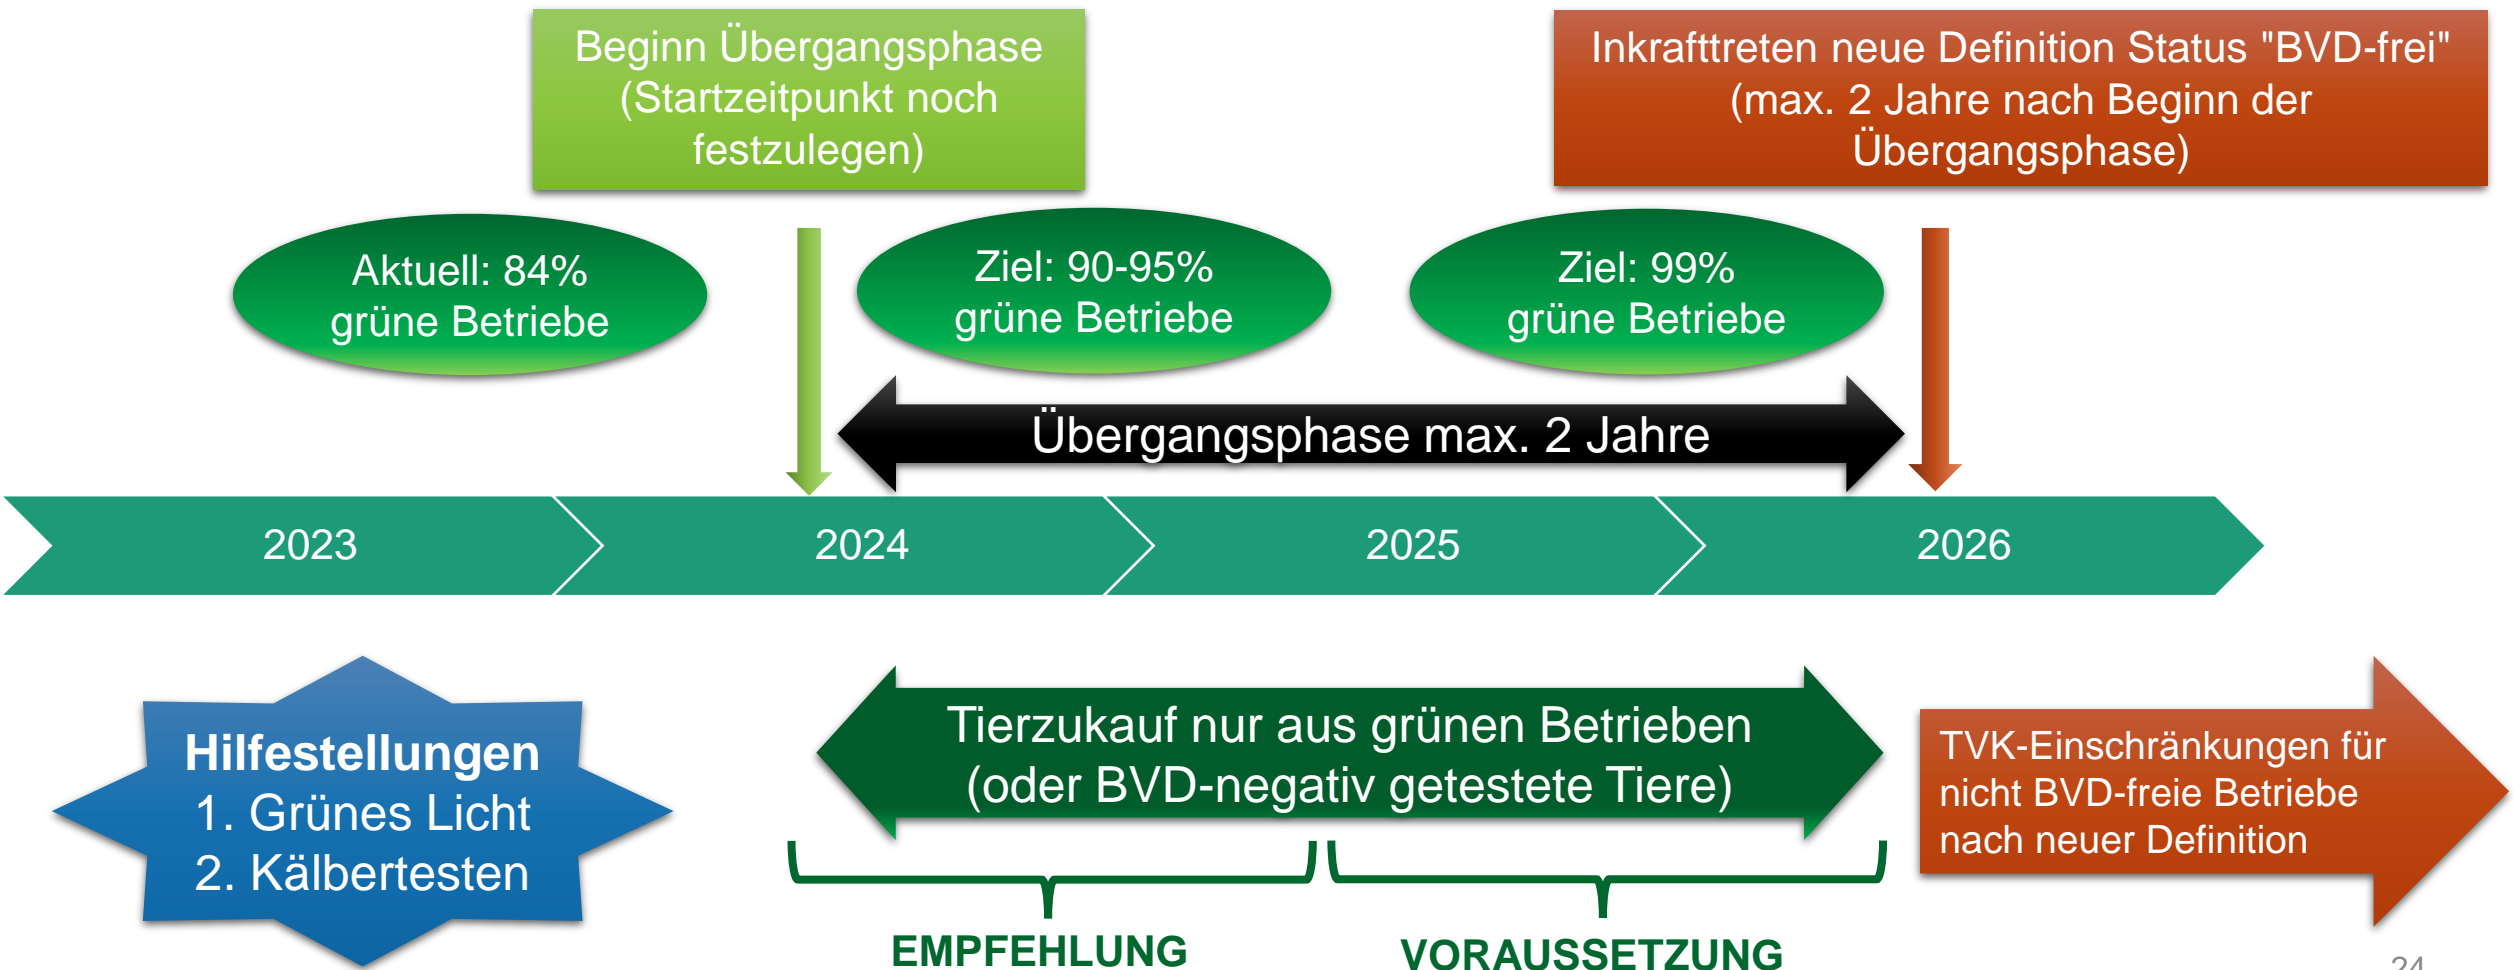 Beginn Übergangsphase
(Startzeitpunkt noch
festzulegen)
Inkrafttreten neue Definition Status "BVD-frei"
(max. 2 Jahre nach Beginn der
Übergangsphase)
Aktuell: 84%
grüne Betriebe
Ziel: 90-95%
grüne Betriebe
Ziel: 99%
grüne Betriebe
Übergangsphase max. 2 Jahre
2023
2024
2025
2026
Hilfestellungen
1. Grünes Licht
2. Kälbertesten
Tierzukauf nur aus grünen Betrieben
(oder BVD-negativ getestete Tiere)
TVK-Einschränkungen für
nicht BVD-freie Betriebe
nach neuer Definition
EMPFEHLUNG
VORAUSSETZUNG
24